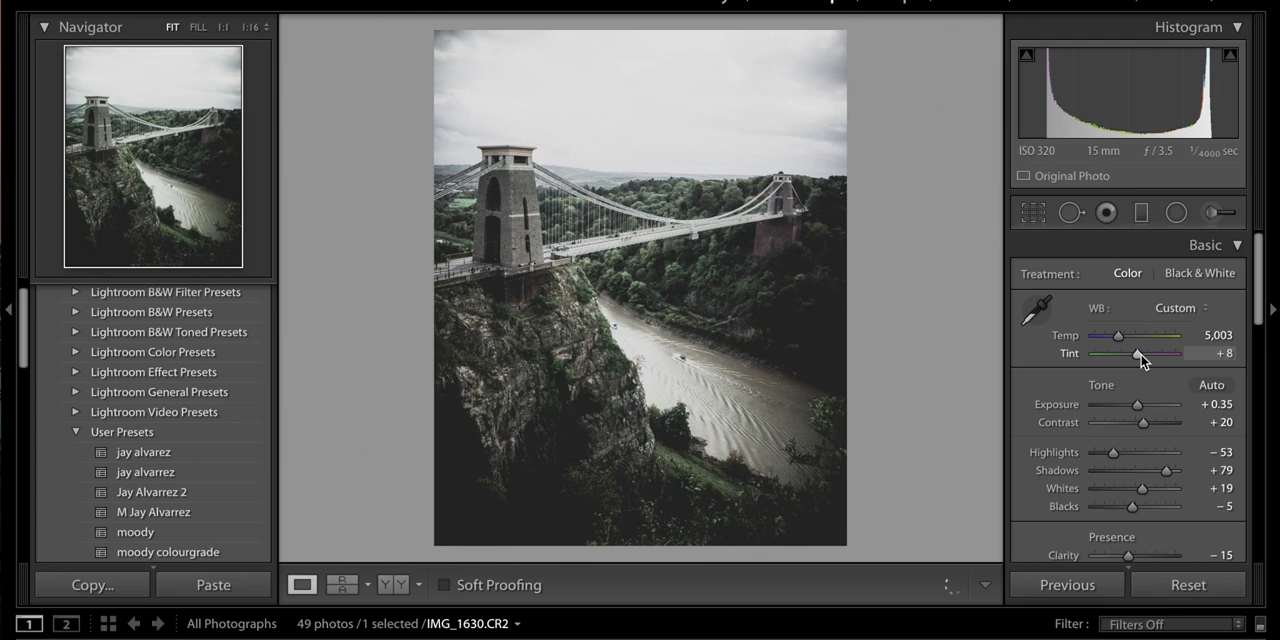 Navigator
FIT FILL 1:1 1:16
Lightroom B&W Filter Presets
Lightroom B&W Presets
Lightroom B&W Toned Presets
Lightroom Color Presets
Lightroom Effect Presets
Lightroom General Presets
Lightroom Video Presets
User Presets
jay alvarez
jay alvarrez
Jay Alvarrez 2
M Jay Alvarrez
moody
moody colourgrade
Copy...
Paste
Soft Proofing
Histogram
ISO 320 15 mm ƒ / 3.5 1/4000 sec
Original Photo
Basic
Treatment : Color Black & White
WB : Custom
Temp 5,003
Tint + 8
Tone Auto
Exposure + 0.35
Contrast + 20
Highlights − 53
Shadows + 79
Whites + 19
Blacks − 5
Presence
Clarity − 15
Previous
Reset
1 2 All Photographs 49 photos /1 selected /IMG_1630.CR2
Filter : Filters Off